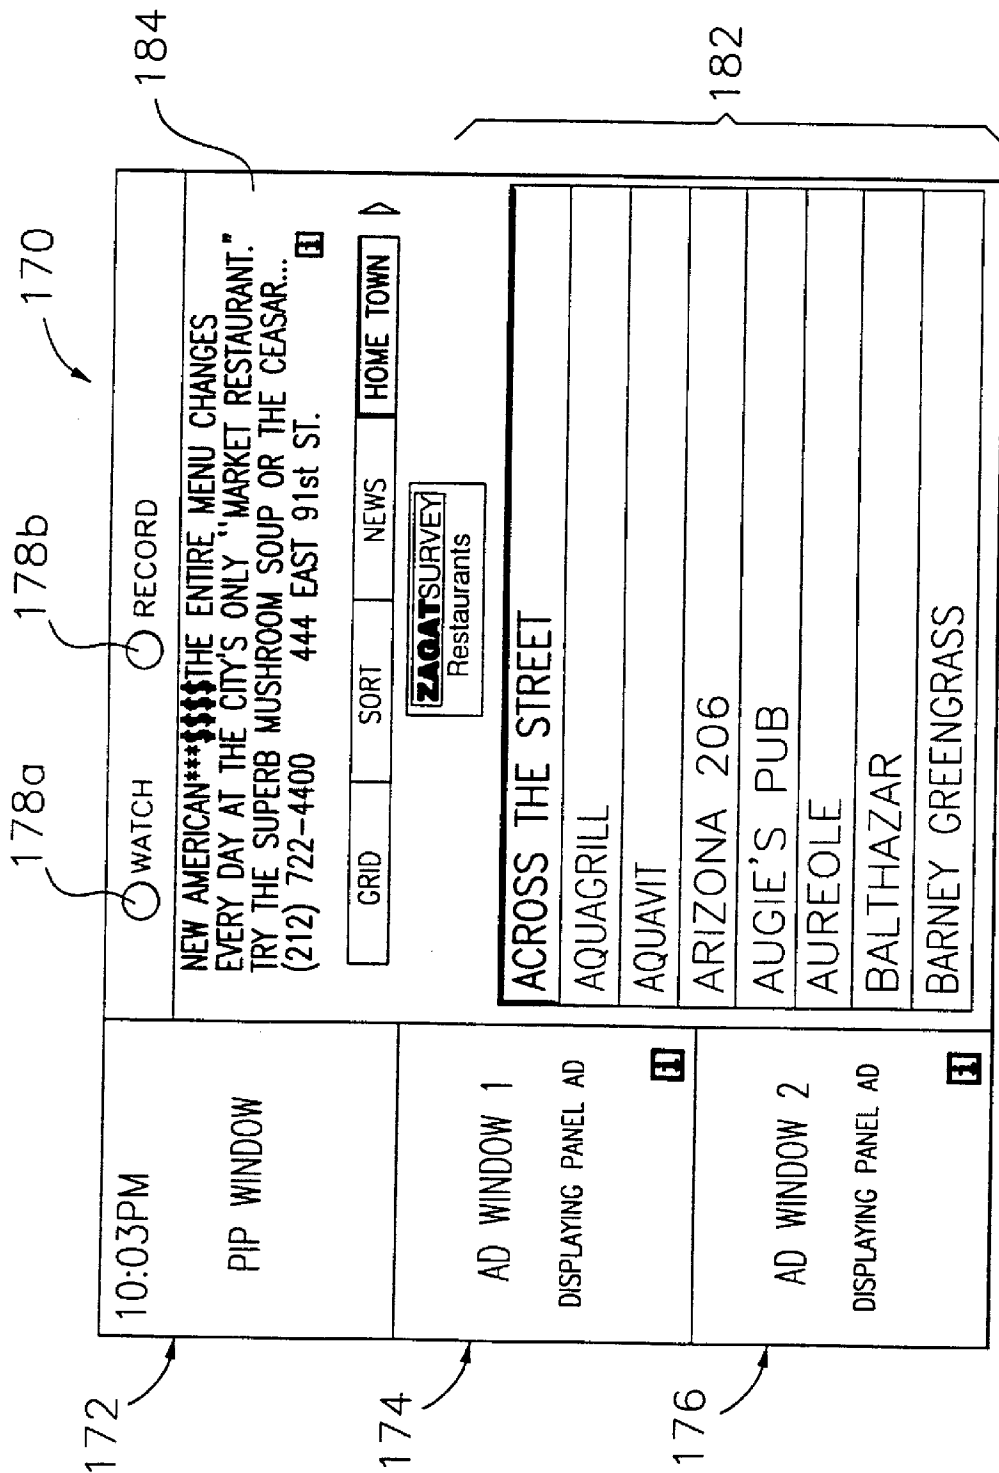 170
178a
178b
10:03PM
WATCH
RECORD
172
PIP WINDOW
NEW AMERICAN***$$$$THE ENTIRE MENU CHANGES
EVERY DAY AT THE CITY'S ONLY "MARKET RESTAURANT."
TRY THE SUPERB MUSHROOM SOUP OR THE CEASAR...
(212) 722-4400 444 EAST 91st ST.
i
184
GRID
SORT
NEWS
HOME TOWN
ZAGATSURVEY
Restaurants
174
AD WINDOW 1
DISPLAYING PANEL AD
i
176
AD WINDOW 2
DISPLAYING PANEL AD
i
ACROSS THE STREET
AQUAGRILL
AQUAVIT
ARIZONA 206
AUGIE'S PUB
AUREOLE
BALTHAZAR
BARNEY GREENGRASS
182